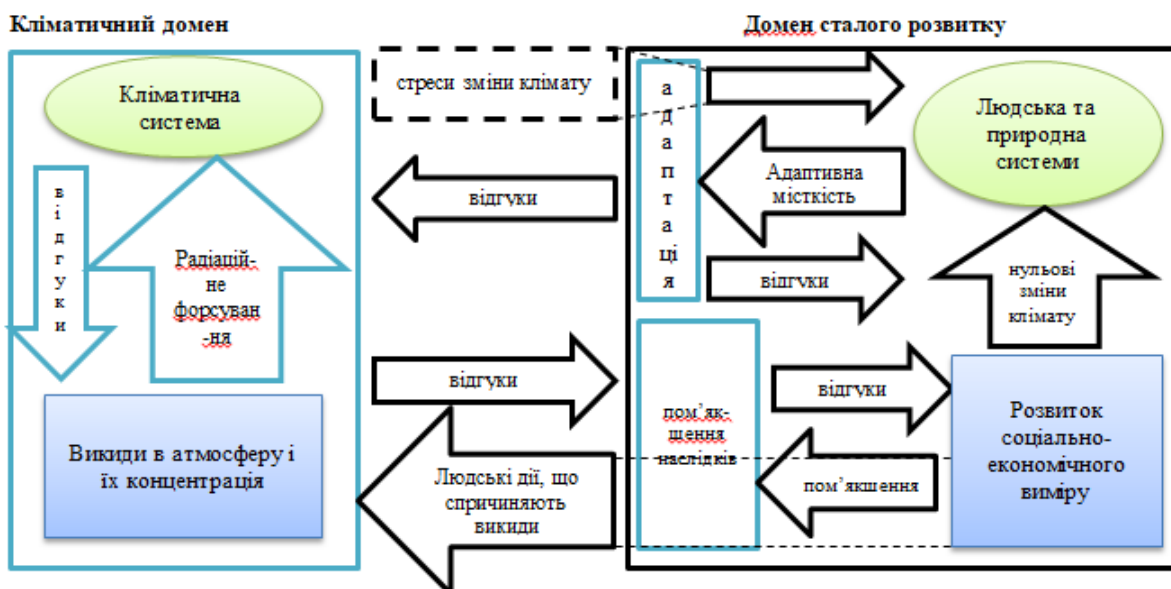 Кліматичний домен
Домен сталого розвитку
Кліматична
система
відгуки
Радіацій-
не
форсуван
-ня
Викиди в атмосферу і
їх концентрація
стреси зміни клімату
відгуки
відгуки
Людські дії, що
спричиняють
викиди
адаптація
Адаптивна
місткість
відгуки
Людська та
природна
системи
нульові
зміни
клімату
пом’як-
шення
наслідків
відгуки
пом’якшення
Розвиток
соціально-
економічного
виміру